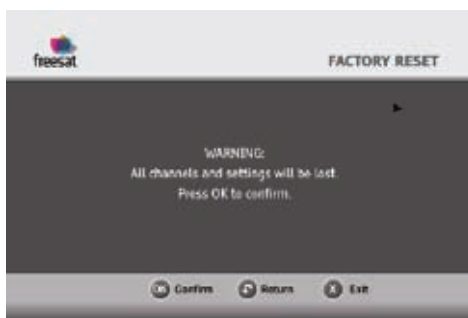 freesat
FACTORY RESET
WARNING:
All channels and settings will be lost.
Press OK to confirm.
Confirm Return Exit